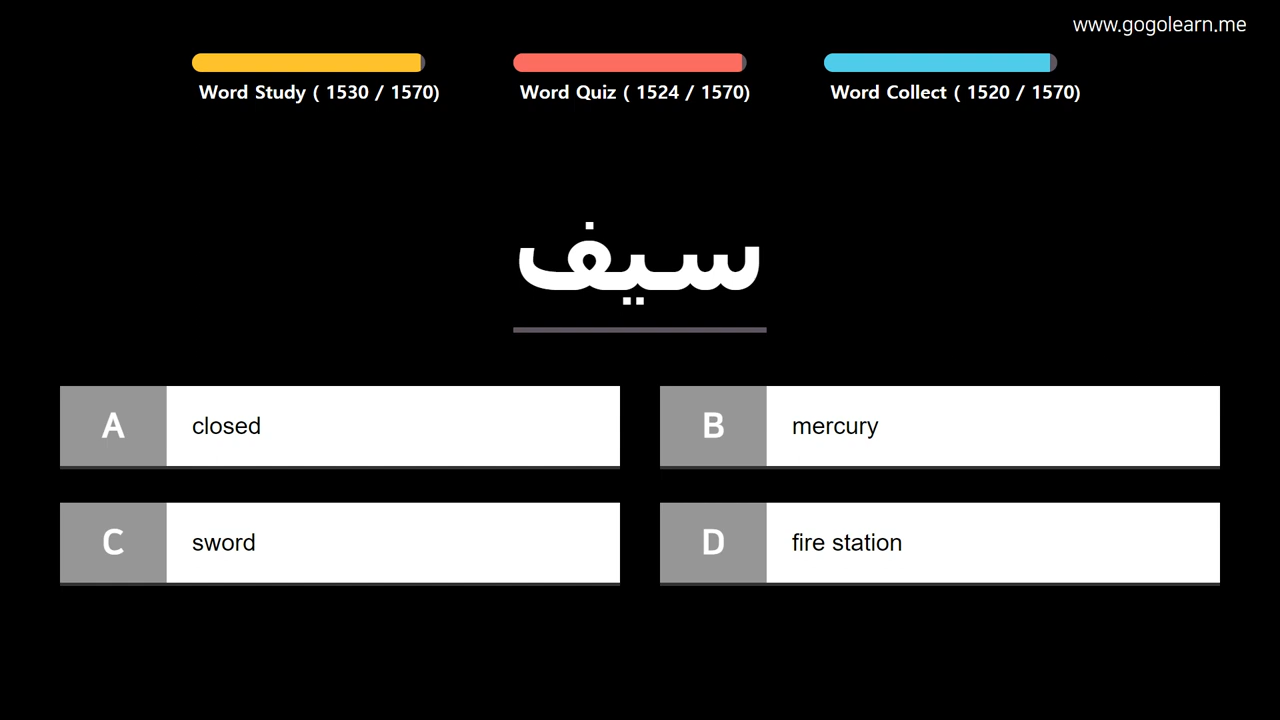 www.gogolearn.me
Word Study ( 1530 / 1570)
Word Quiz ( 1524 / 1570)
Word Collect ( 1520 / 1570)
سيف
A closed
B mercury
C sword
D fire station